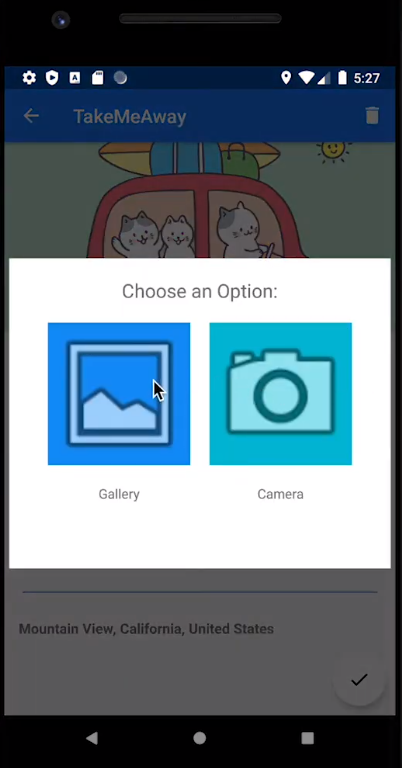 5:27
TakeMeAway
Choose an Option:
Gallery
Camera
Mountain View, California, United States